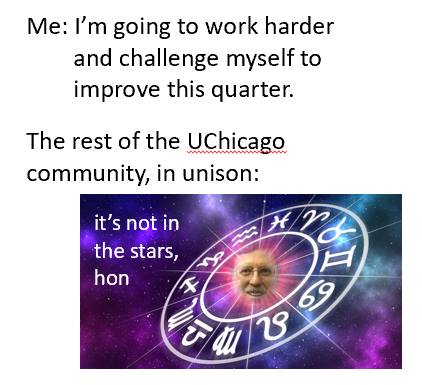 Me: I’m going to work harder
and challenge myself to
improve this quarter.
The rest of the UChicago
community, in unison:
it’s not in
the stars,
hon